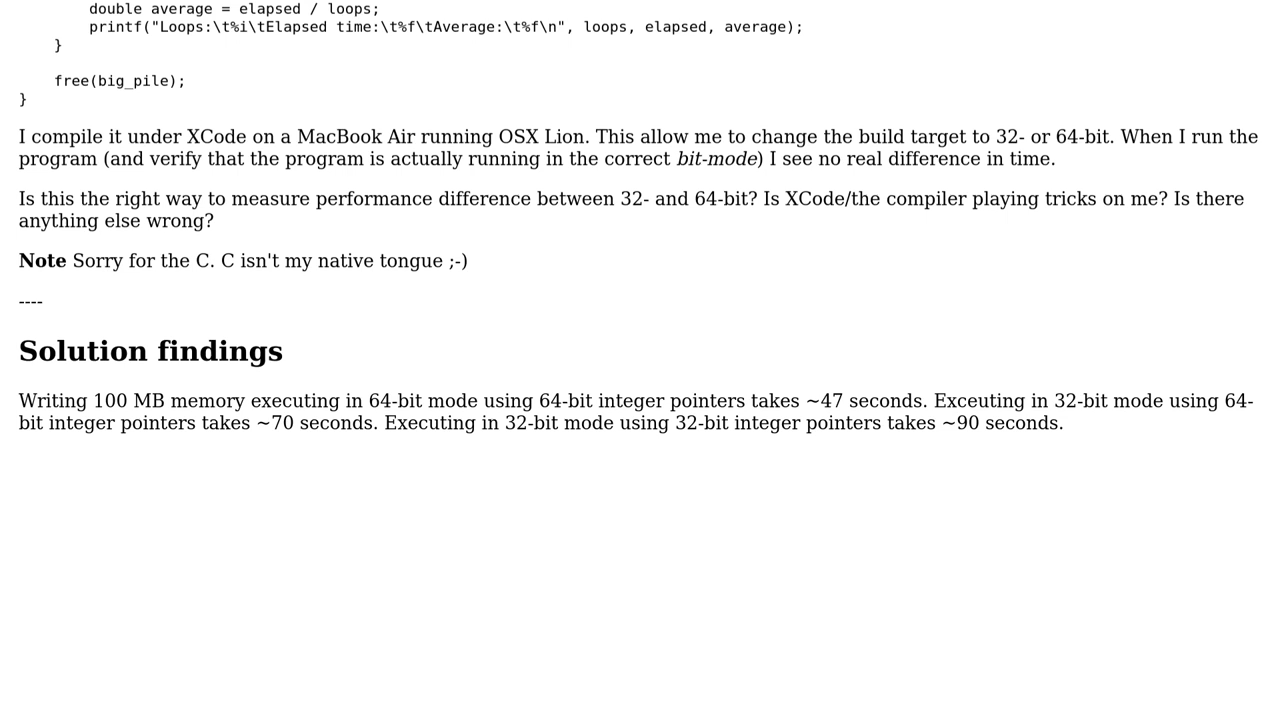 double average = elapsed / loops;
printf("Loops:\t%i\tElapsed time:\t%f\tAverage:\t%f\n", loops, elapsed, average);
}
free(big_pile);
}
I compile it under XCode on a MacBook Air running OSX Lion. This allow me to change the build target to 32- or 64-bit. When I run the
program (and verify that the program is actually running in the correct bit-mode) I see no real difference in time.
Is this the right way to measure performance difference between 32- and 64-bit? Is XCode/the compiler playing tricks on me? Is there
anything else wrong?
Note Sorry for the C. C isn't my native tongue ;-)
----
Solution findings
Writing 100 MB memory executing in 64-bit mode using 64-bit integer pointers takes ~47 seconds. Exceuting in 32-bit mode using 64-
bit integer pointers takes ~70 seconds. Executing in 32-bit mode using 32-bit integer pointers takes ~90 seconds.